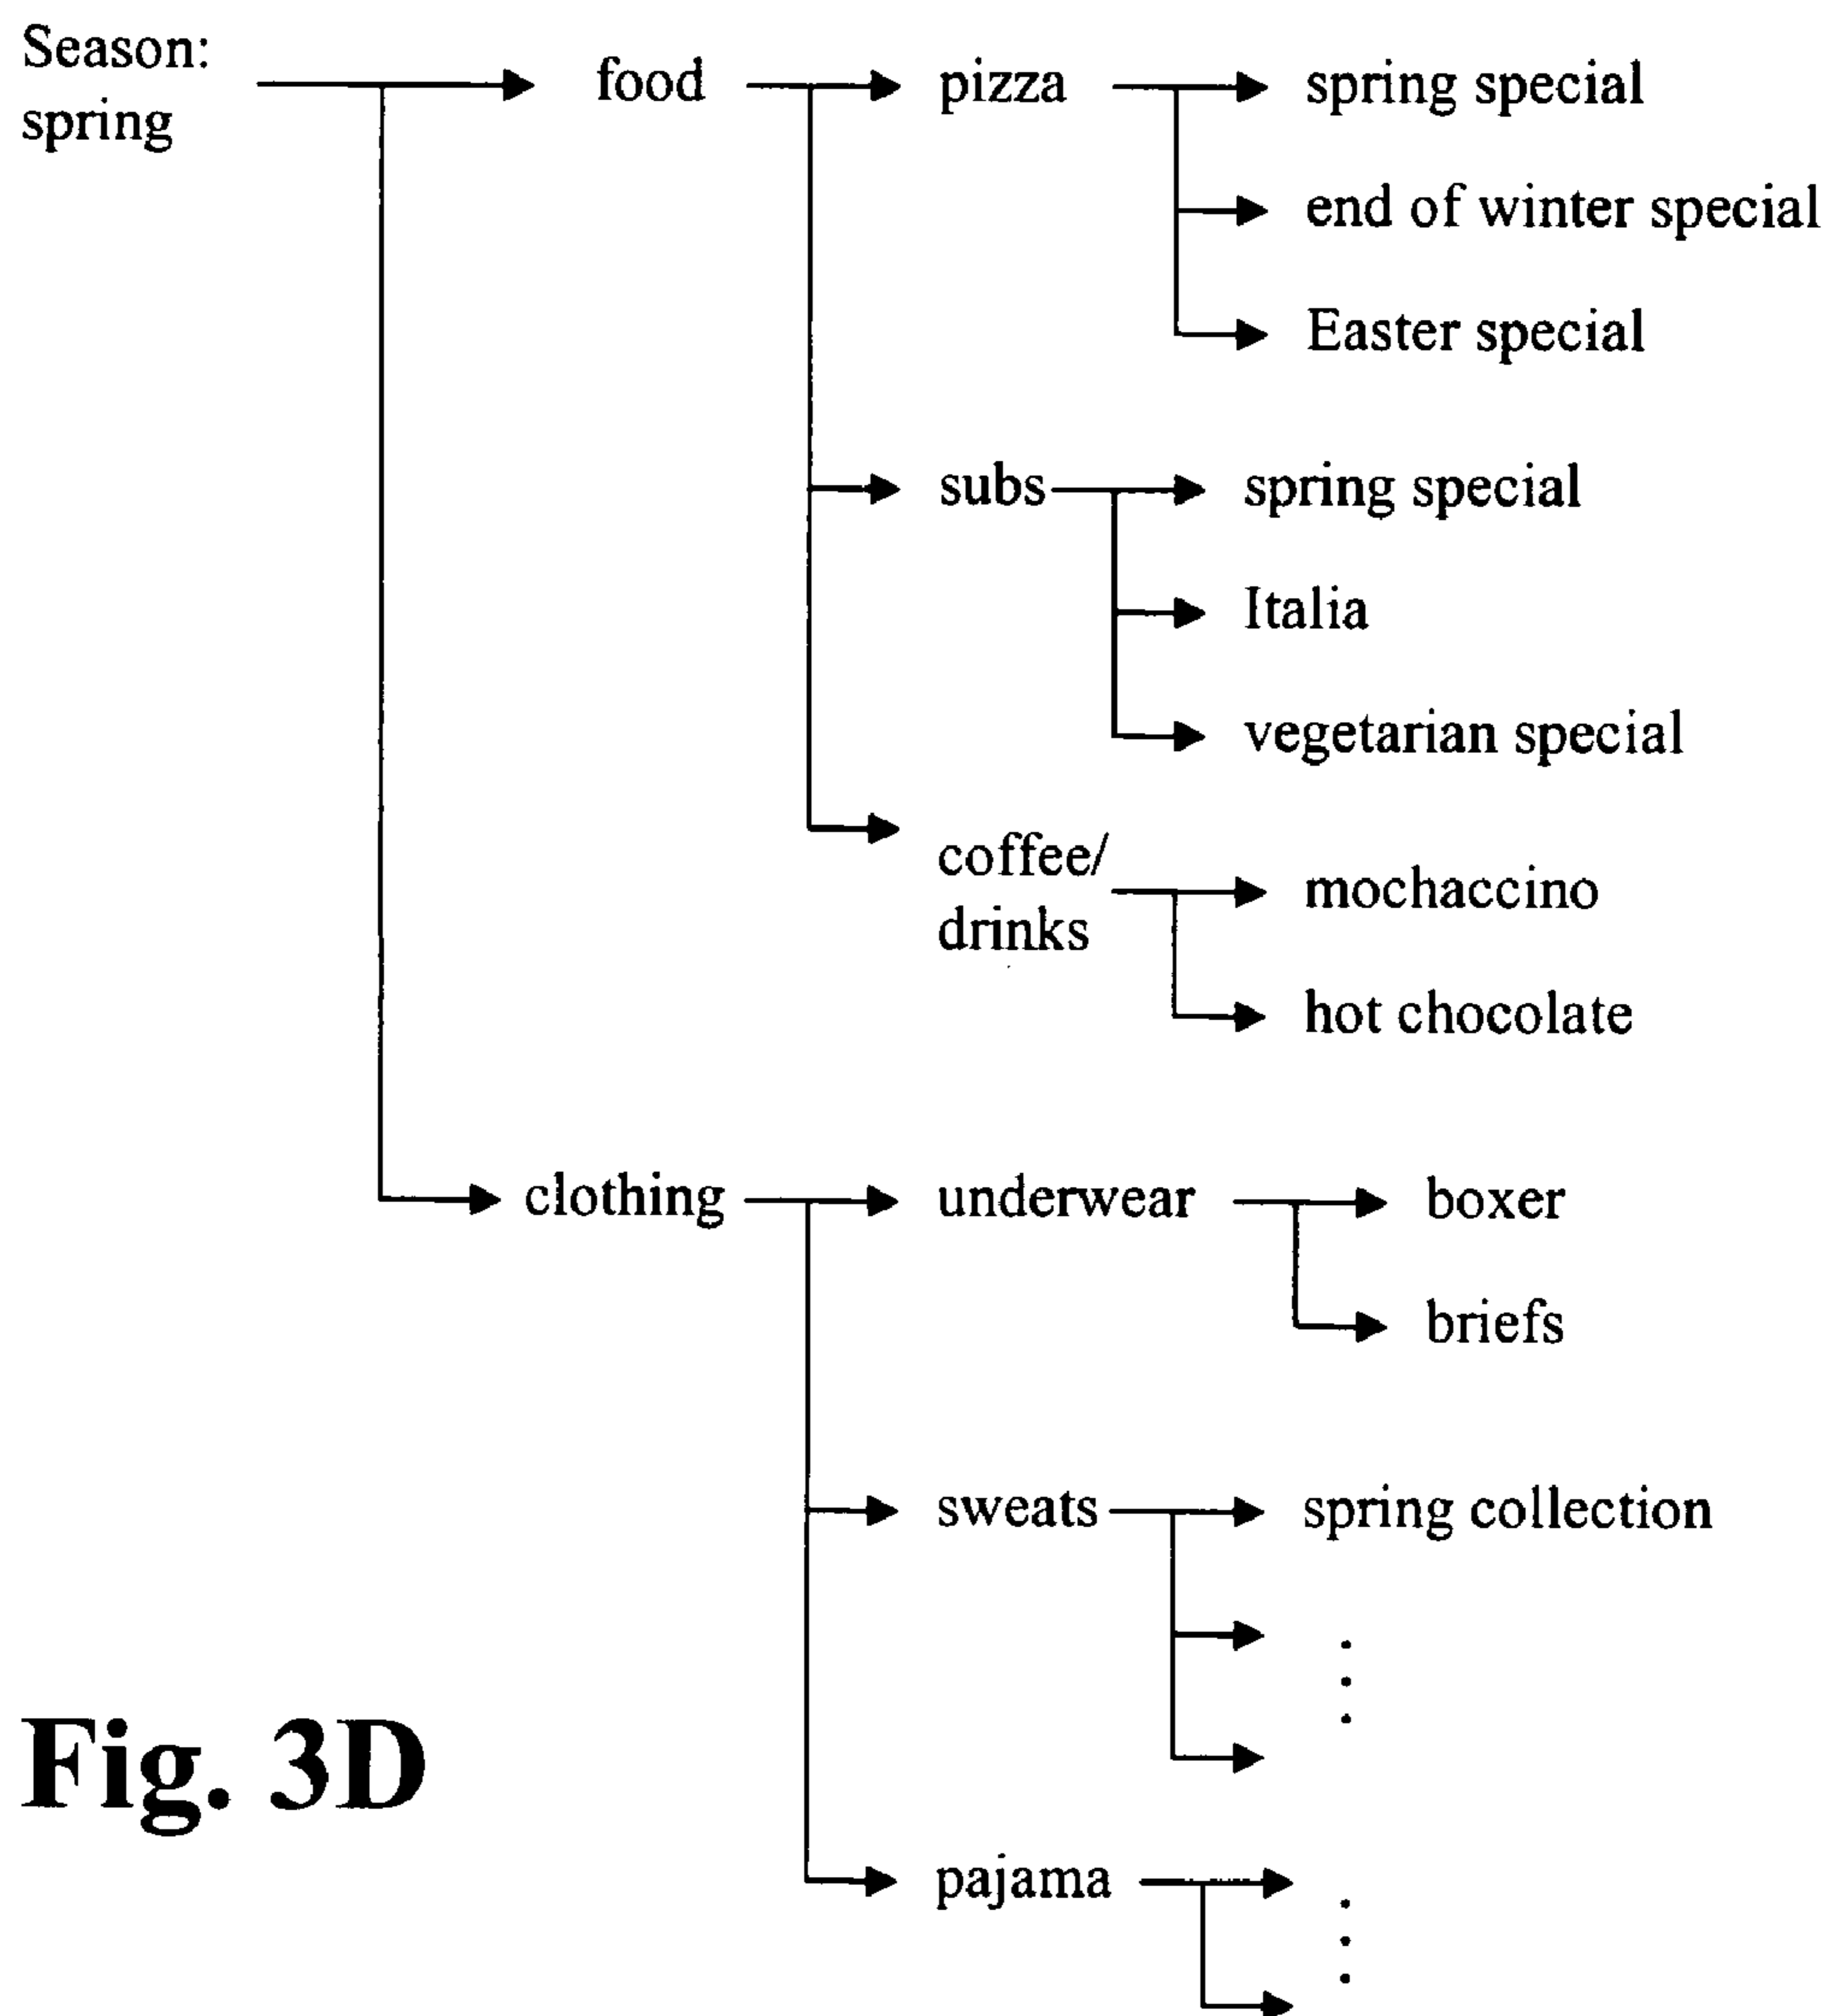 Season:
spring
food
pizza
spring special
end of winter special
Easter special
subs
spring special
Italia
vegetarian special
coffee/
drinks
mochaccino
hot chocolate
clothing
underwear
boxer
briefs
sweats
spring collection
pajama
Fig. 3D